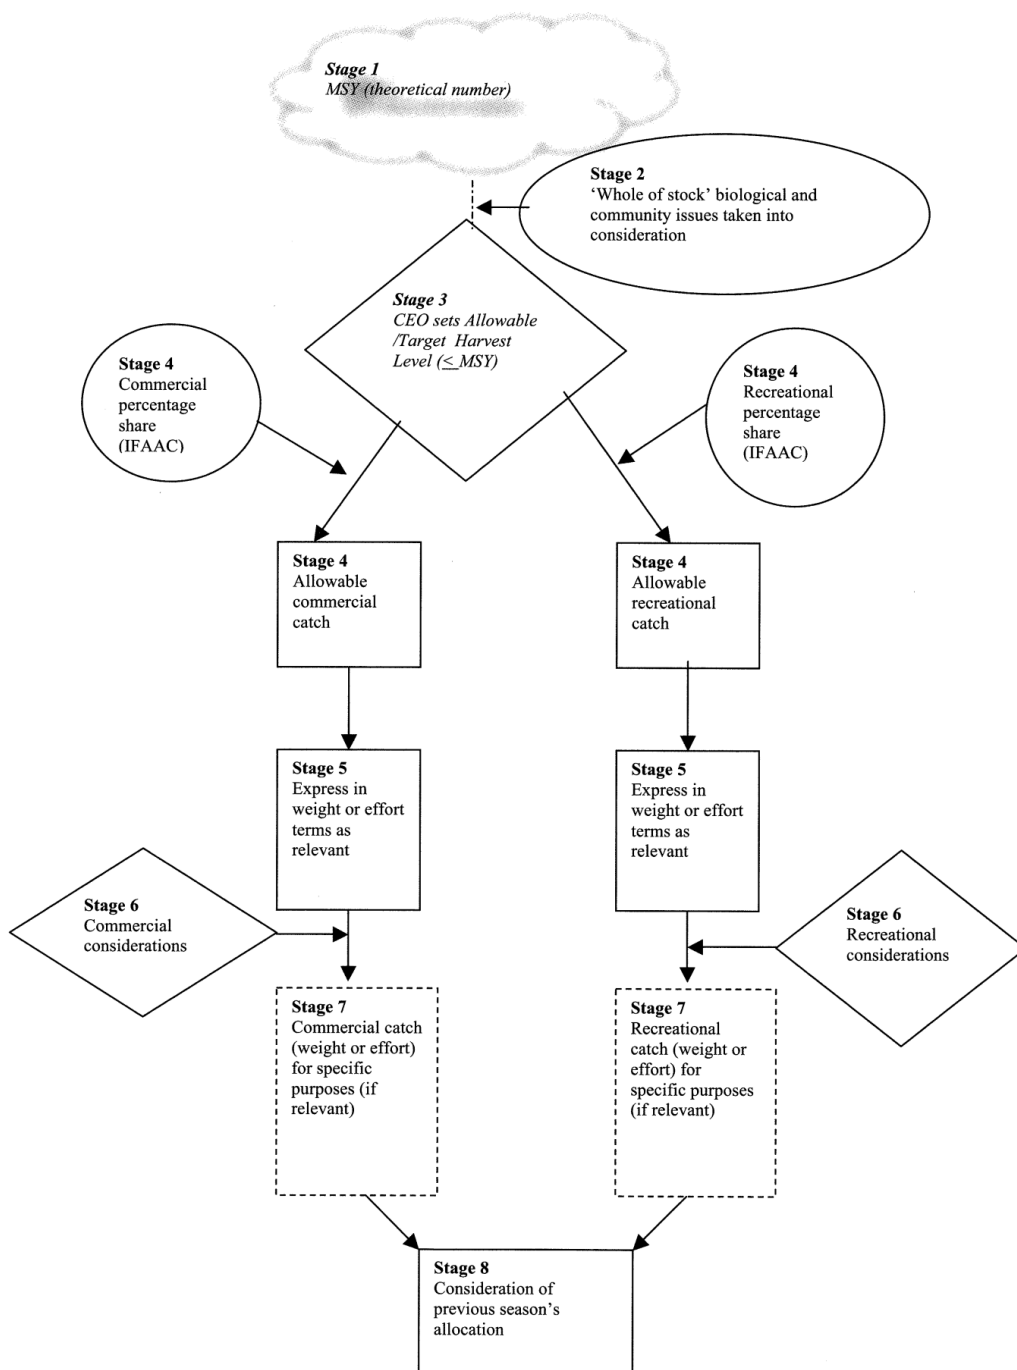 Stage 1
MSY (theoretical number)
Stage 2
‘Whole of stock’ biological and
community issues taken into
consideration
Stage 3
CEO sets Allowable
/Target Harvest
Level (≤ MSY)
Stage 4
Commercial
percentage
share
(IFAAC)
Stage 4
Recreational
percentage
share
(IFAAC)
Stage 4
Allowable
commercial
catch
Stage 4
Allowable
recreational
catch
Stage 5
Express in
weight or effort
terms as
relevant
Stage 5
Express in
weight or effort
terms as
relevant
Stage 6
Commercial
considerations
Stage 6
Recreational
considerations
Stage 7
Commercial catch
(weight or effort)
for specific
purposes (if
relevant)
Stage 7
Recreational
catch (weight or
effort) for
specific purposes
(if relevant)
Stage 8
Consideration of
previous season’s
allocation